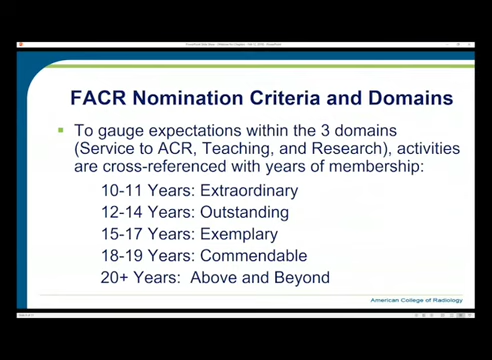 FACR Nomination Criteria and Domains
To gauge expectations within the 3 domains
(Service to ACR, Teaching, and Research), activities
are cross-referenced with years of membership:
10-11 Years: Extraordinary
12-14 Years: Outstanding
15-17 Years: Exemplary
18-19 Years: Commendable
20+ Years: Above and Beyond
American College of Radiology